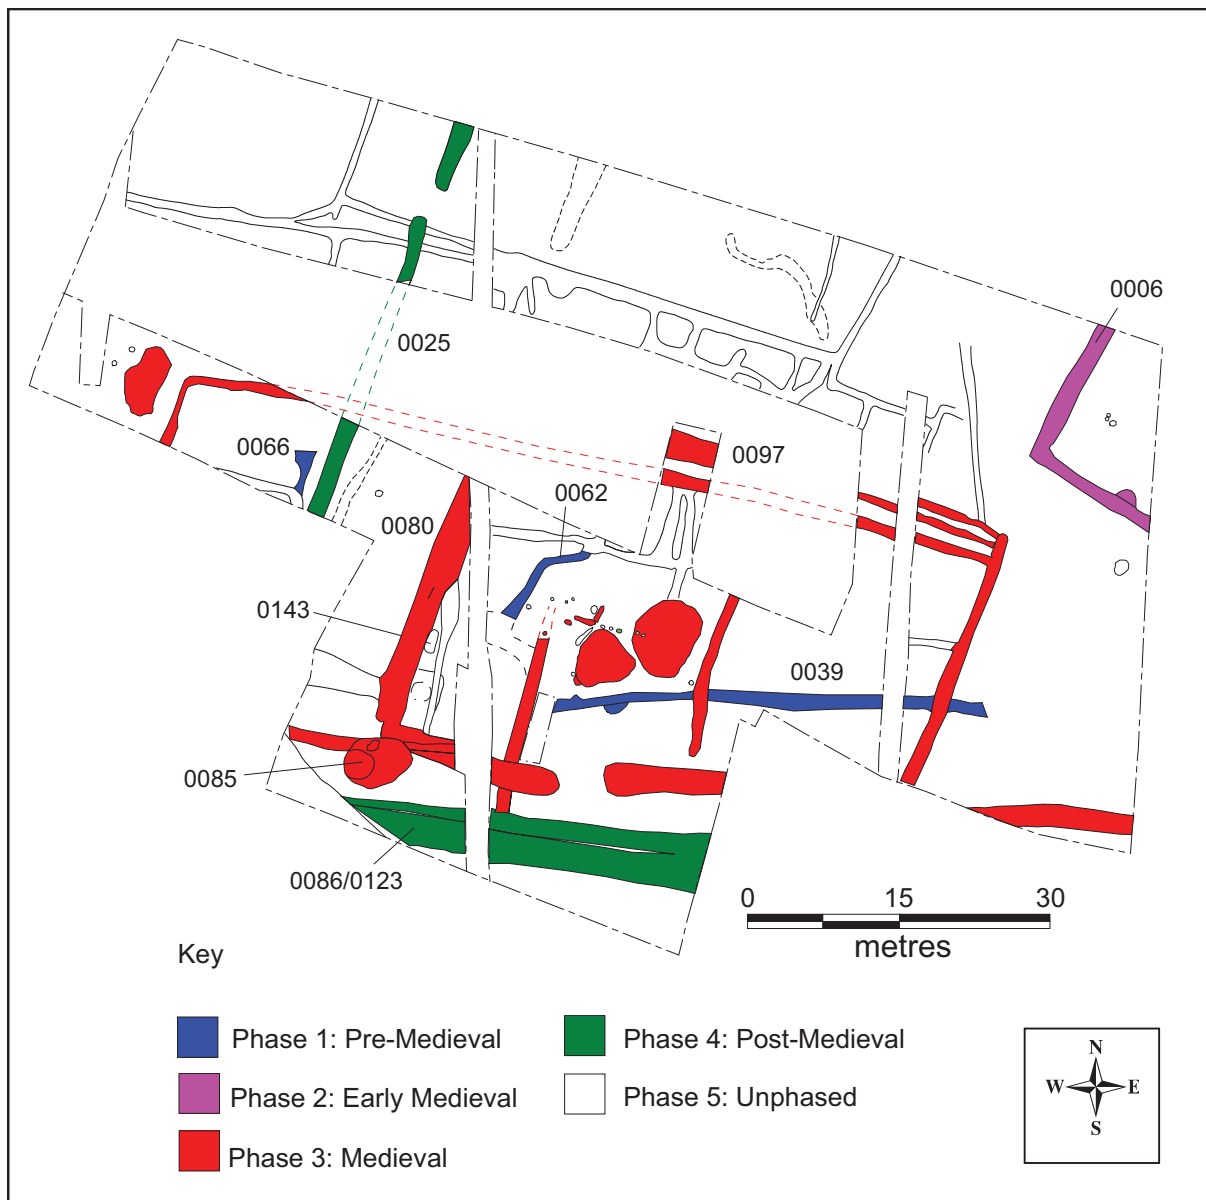 0006
0025
0066
0097
0062
0080
0143
0039
0085
0086/0123
0 15 30
metres
Key
Phase 1: Pre-Medieval
Phase 2: Early Medieval
Phase 3: Medieval
Phase 4: Post-Medieval
Phase 5: Unphased
N
W E
S